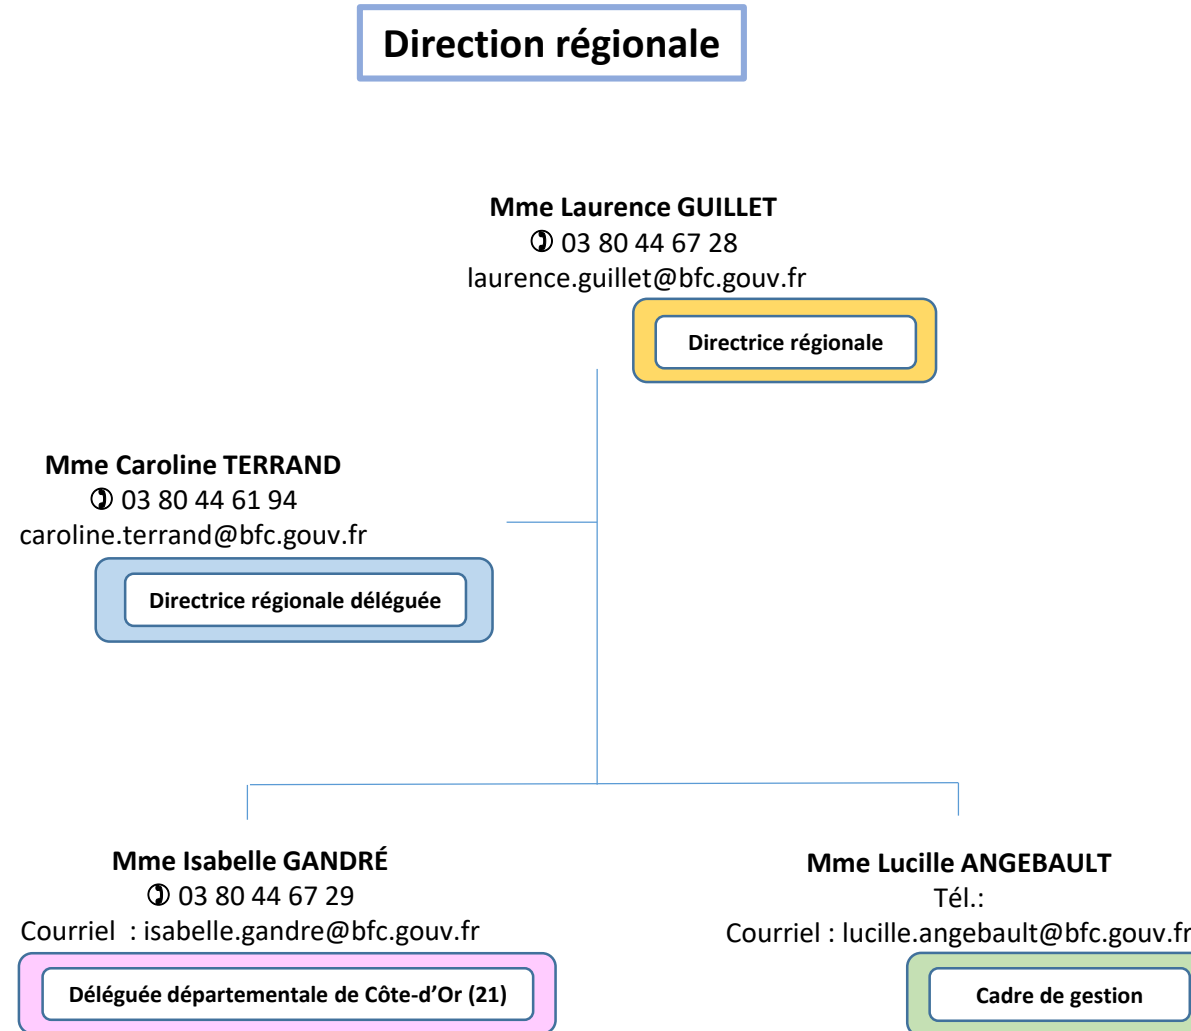 Direction régionale
Mme Laurence GUILLET
✆ 03 80 44 67 28
laurence.guillet@bfc.gouv.fr
Directrice régionale
Mme Caroline TERRAND
✆ 03 80 44 61 94
caroline.terrand@bfc.gouv.fr
Directrice régionale déléguée
Mme Isabelle GANDRÉ
✆ 03 80 44 67 29
Courriel : isabelle.gandre@bfc.gouv.fr
Déléguée départementale de Côte-d’Or (21)
Mme Lucille ANGEBAULT
Tél.:
Courriel : lucille.angebault@bfc.gouv.fr
Cadre de gestion